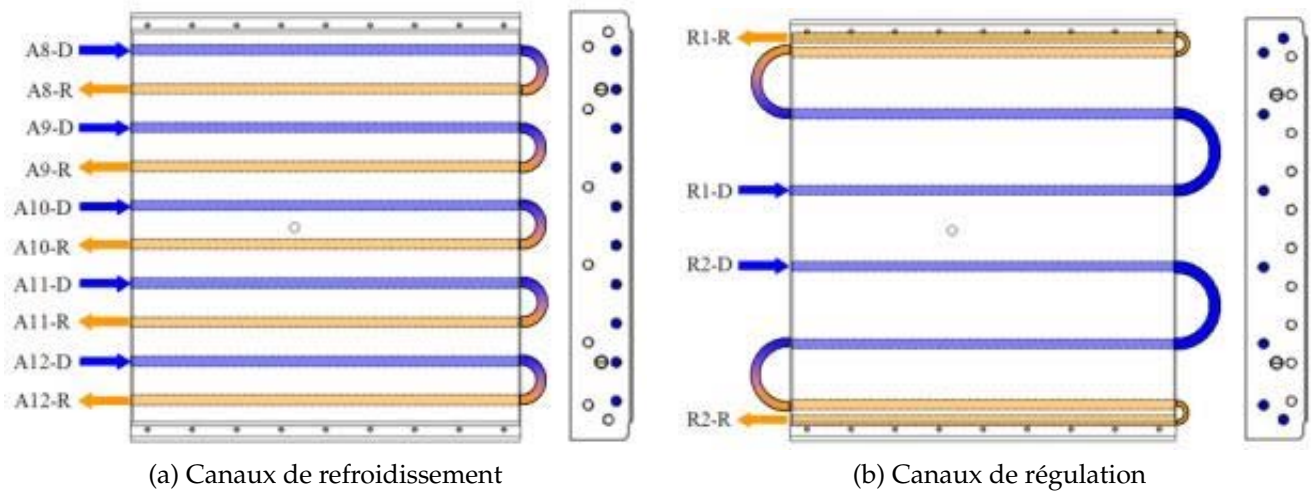 A8-D
A8-R
A9-D
A9-R
A10-D
A10-R
A11-D
A11-R
A12-D
A12-R
(a) Canaux de refroidissement
R1-R
R1-D
R2-D
R2-R
(b) Canaux de régulation